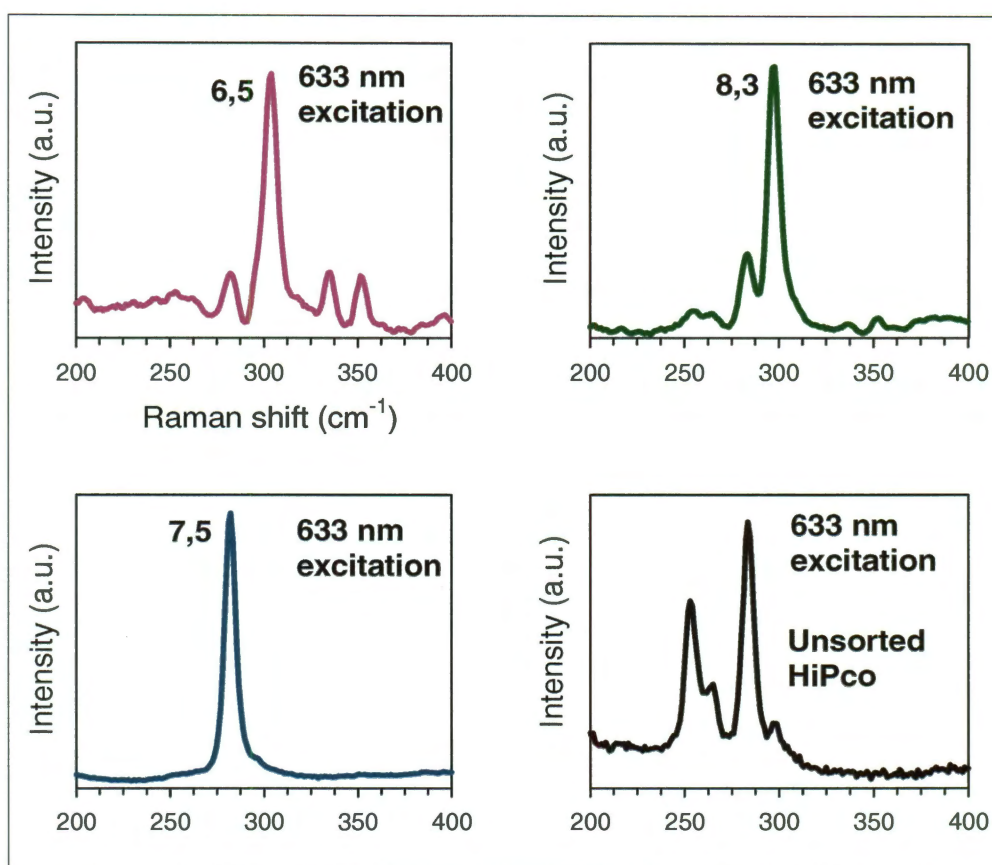 6,5
633 nm
excitation
Intensity (a.u.)
200 250 300 350 400
Raman shift (cm⁻¹)
8,3
633 nm
excitation
Intensity (a.u.)
200 250 300 350 400
7,5
633 nm
excitation
Intensity (a.u.)
200 250 300 350 400
633 nm
excitation
Unsorted
HiPco
Intensity (a.u.)
200 250 300 350 400